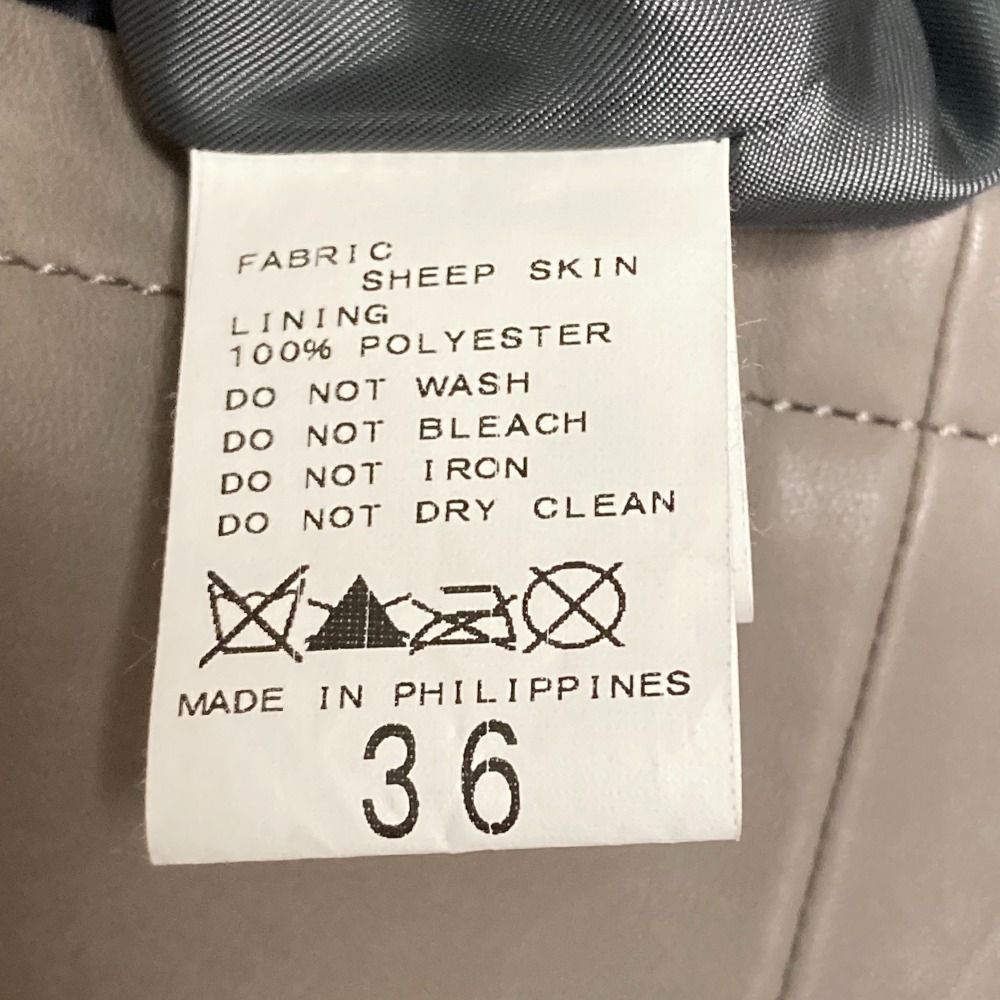 FABRIC
SHEEP SKIN
LINING
100% POLYESTER
DO NOT WASH
DO NOT BLEACH
DO NOT IRON
DO NOT DRY CLEAN
MADE IN PHILIPPINES
36